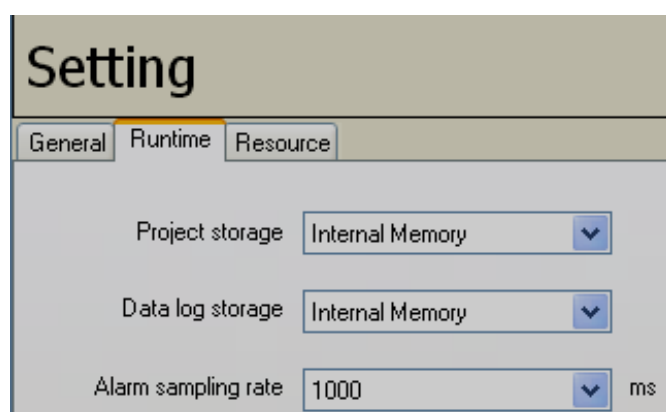 Setting
General Runtime Resource
Project storage Internal Memory
Data log storage Internal Memory
Alarm sampling rate 1000 ms